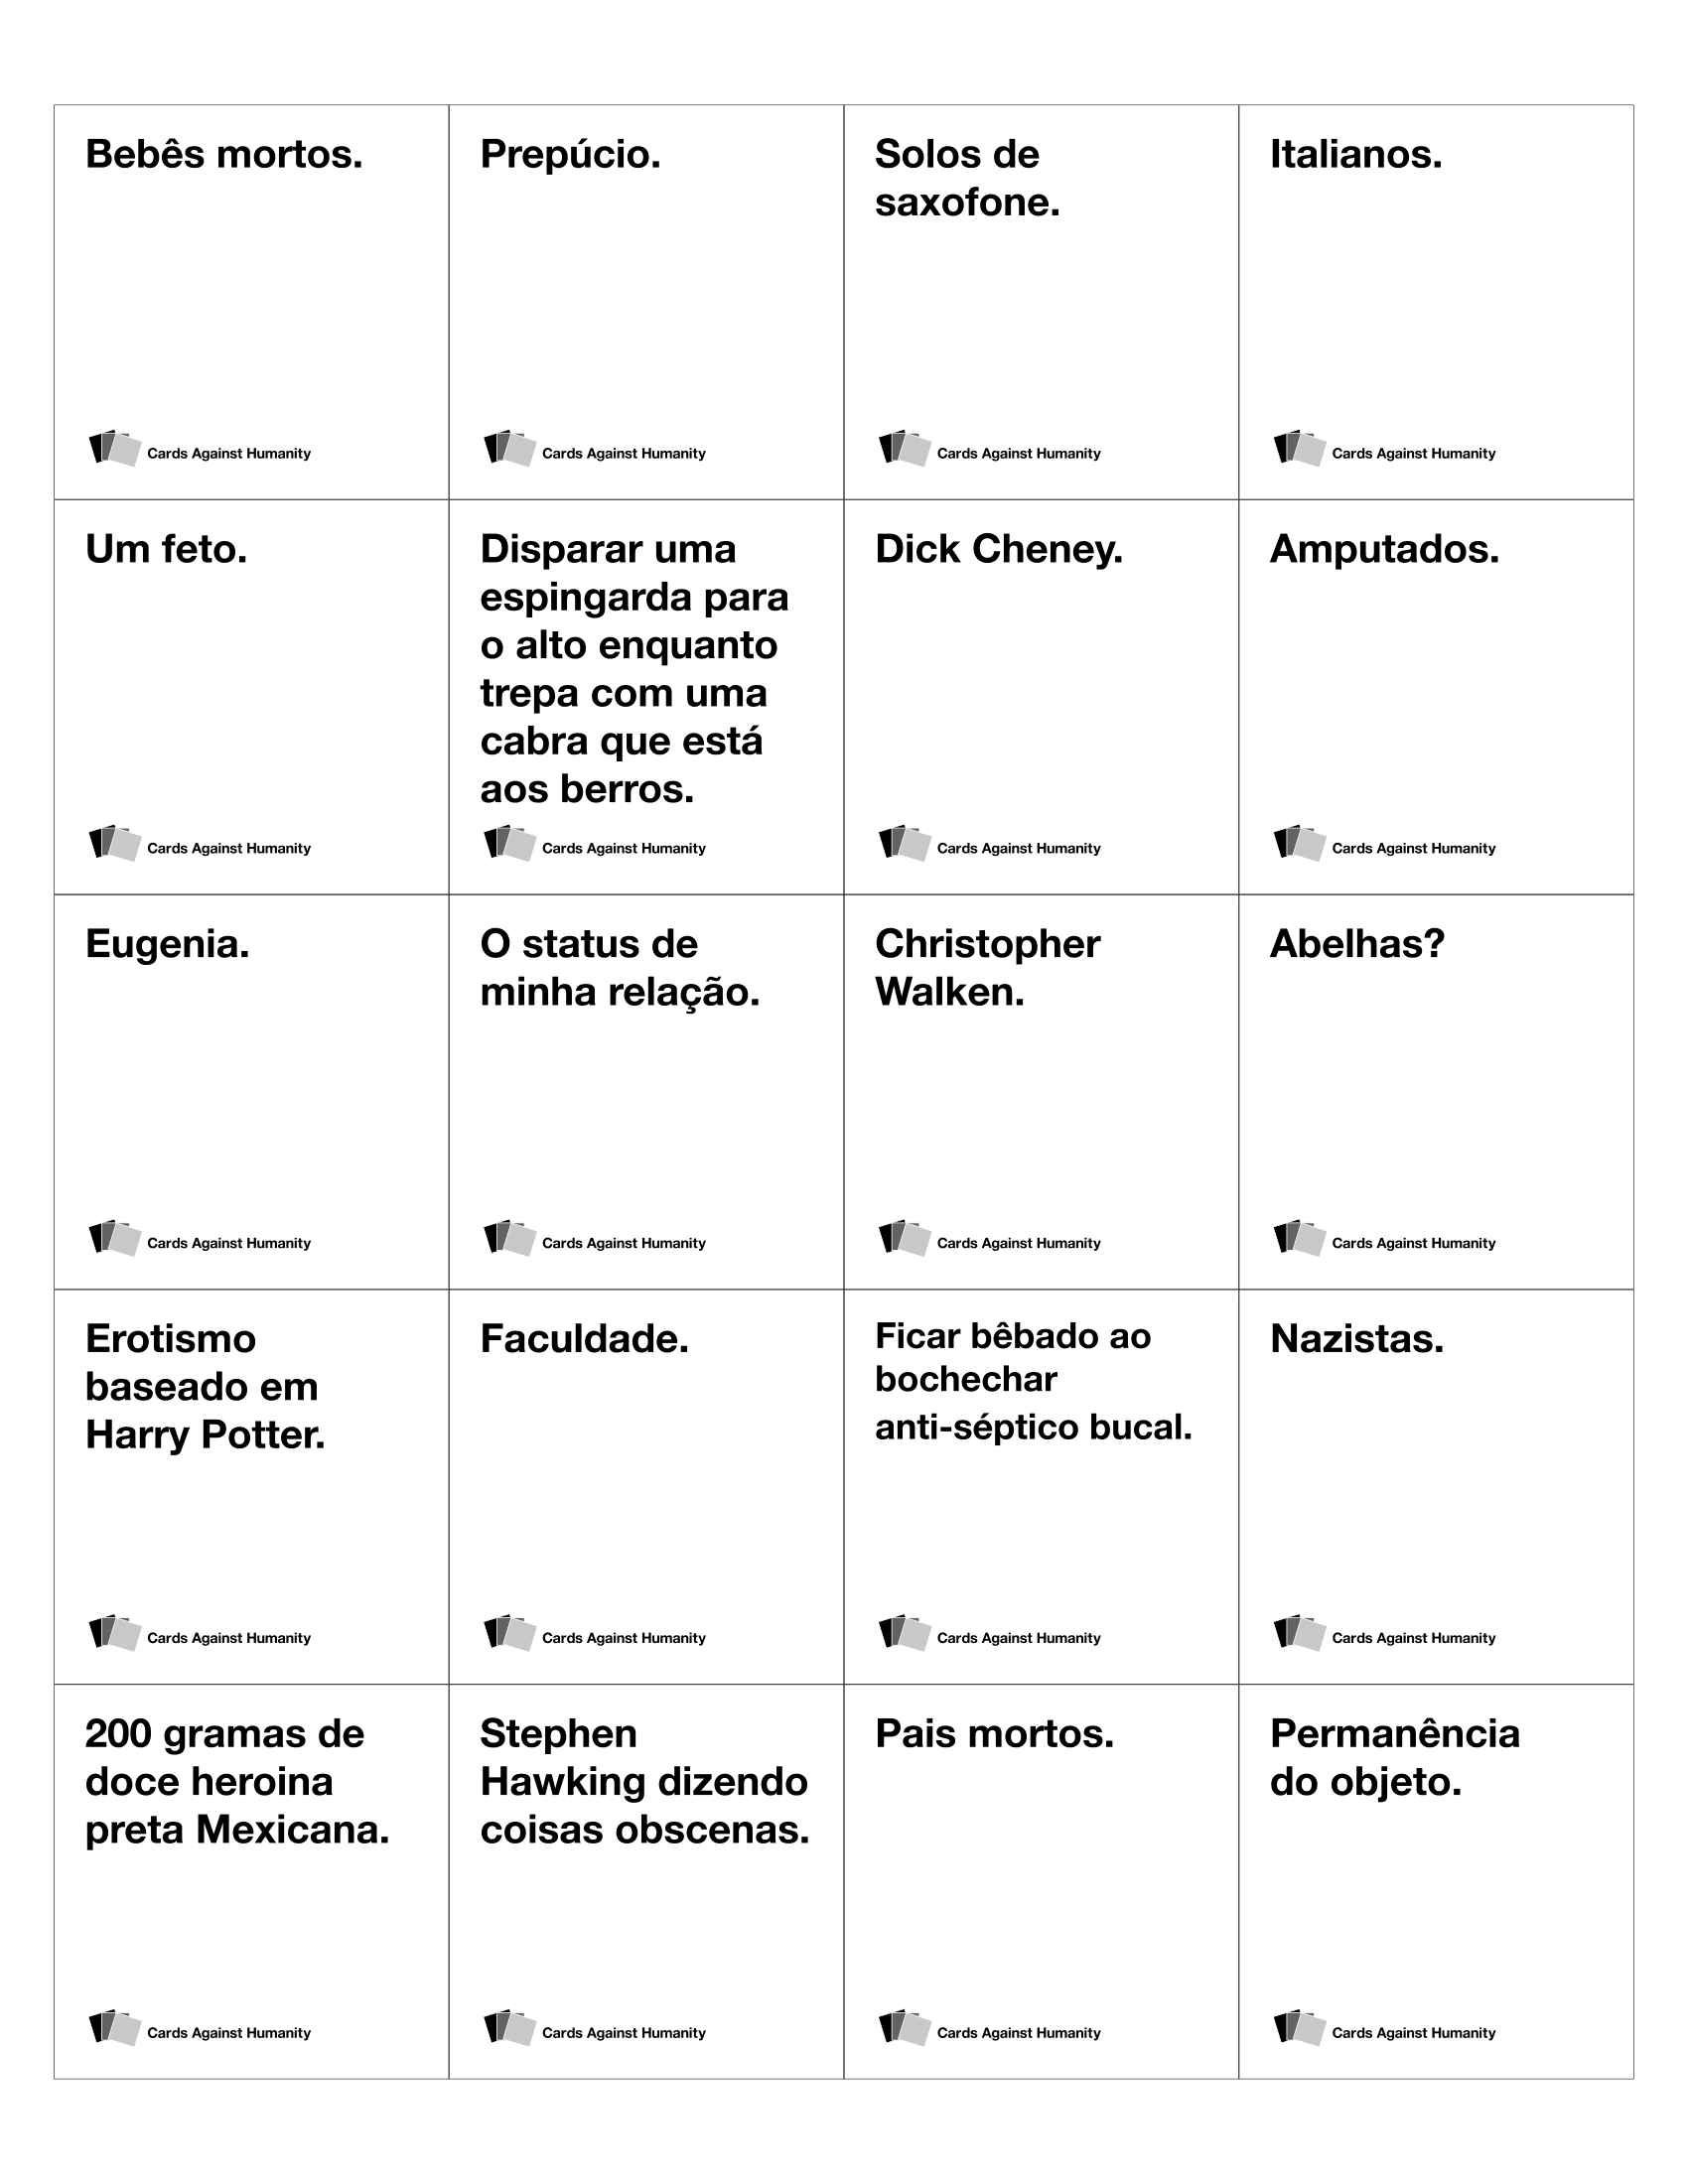 Bebês mortos.
Cards Against Humanity
Prepúcio.
Cards Against Humanity
Solos de
saxofone.
Cards Against Humanity
Italianos.
Cards Against Humanity
Um feto.
Cards Against Humanity
Disparar uma
espingarda para
o alto enquanto
trepa com uma
cabra que está
aos berros.
Cards Against Humanity
Dick Cheney.
Cards Against Humanity
Amputados.
Cards Against Humanity
Eugenia.
Cards Against Humanity
O status de
minha relação.
Cards Against Humanity
Christopher
Walken.
Cards Against Humanity
Abelhas?
Cards Against Humanity
Erotismo
baseado em
Harry Potter.
Cards Against Humanity
Faculdade.
Cards Against Humanity
Ficar bêbado ao
bochechar
anti-séptico bucal.
Cards Against Humanity
Nazistas.
Cards Against Humanity
200 gramas de
doce heroina
preta Mexicana.
Cards Against Humanity
Stephen
Hawking dizendo
coisas obscenas.
Cards Against Humanity
Pais mortos.
Cards Against Humanity
Permanência
do objeto.
Cards Against Humanity